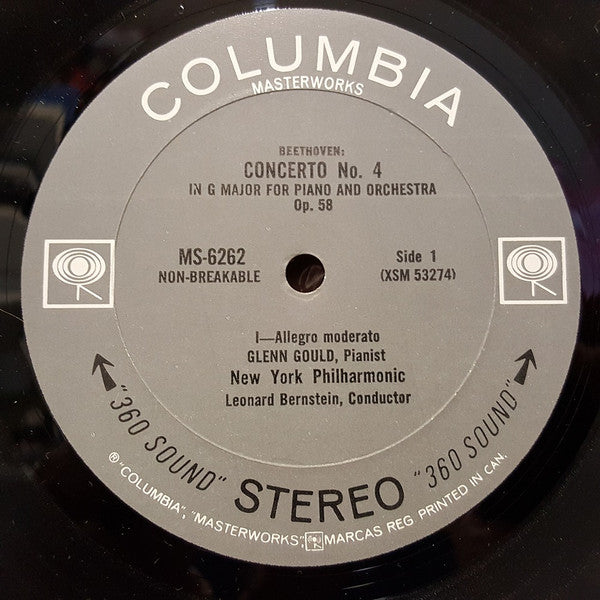 COLUMBIA
MASTERWORKS
BEETHOVEN:
CONCERTO No. 4
IN G MAJOR FOR PIANO AND ORCHESTRA
Op. 58
MS-6262
NON-BREAKABLE
Side 1
(XSM 53274)
I—Allegro moderato
GLENN GOULD, Pianist
New York Philharmonic
Leonard Bernstein, Conductor
"360 SOUND" STEREO "360 SOUND"
® "COLUMBIA", "MASTERWORKS", MARCAS REG. PRINTED IN CAN.